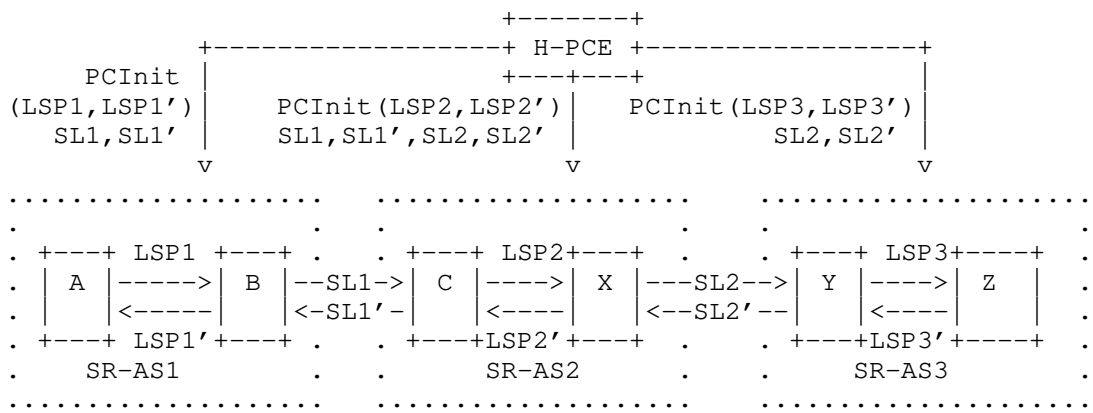 H-PCE
PCInit
(LSP1,LSP1') PCInit(LSP2,LSP2') PCInit(LSP3,LSP3')
SL1,SL1' SL1,SL1',SL2,SL2' SL2,SL2'
LSP1 LSP2 LSP3
A B --SL1-> C X ---SL2--> Y Z
<-SL1'- <--SL2'--
LSP1' LSP2' LSP3'
SR-AS1 SR-AS2 SR-AS3